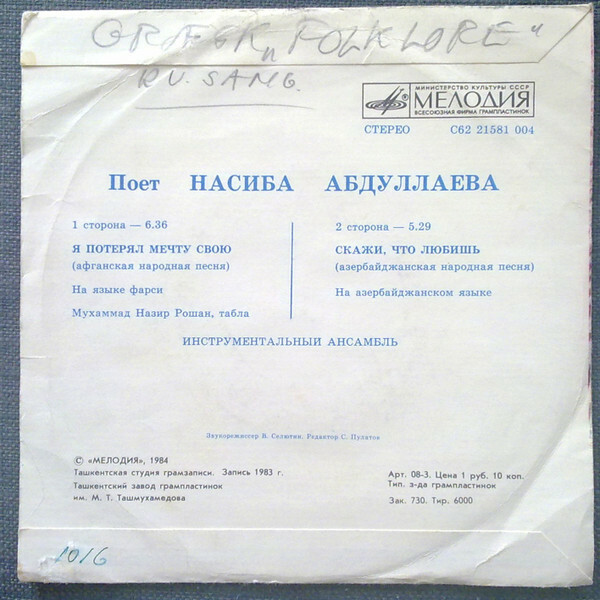 GRÆSK "FOLKLORE"
RU. SANG.
МИНИСТЕРСТВО КУЛЬТУРЫ СССР
МЕЛОДИЯ
ВСЕСОЮЗНАЯ ФИРМА ГРАМПЛАСТИНОК
СТЕРЕО С62 21581 004
Поет НАСИБА АБДУЛЛАЕВА
1 сторона — 6.36
Я ПОТЕРЯЛ МЕЧТУ СВОЮ
(афганская народная песня)
На языке фарси
Мухаммад Назир Рошан, табла
2 сторона — 5.29
СКАЖИ, ЧТО ЛЮБИШЬ
(азербайджанская народная песня)
На азербайджанском языке
ИНСТРУМЕНТАЛЬНЫЙ АНСАМБЛЬ
Звукорежиссер В. Селютин. Редактор С. Пулатов
© «МЕЛОДИЯ», 1984
Ташкентская студия грамзаписи. Запись 1983 г.
Ташкентский завод грампластинок
им. М. Т. Ташмухамедова
Арт. 08-3. Цена 1 руб. 10 коп.
Тип. з-да грампластинок
Зак. 730. Тир. 6000
10/6